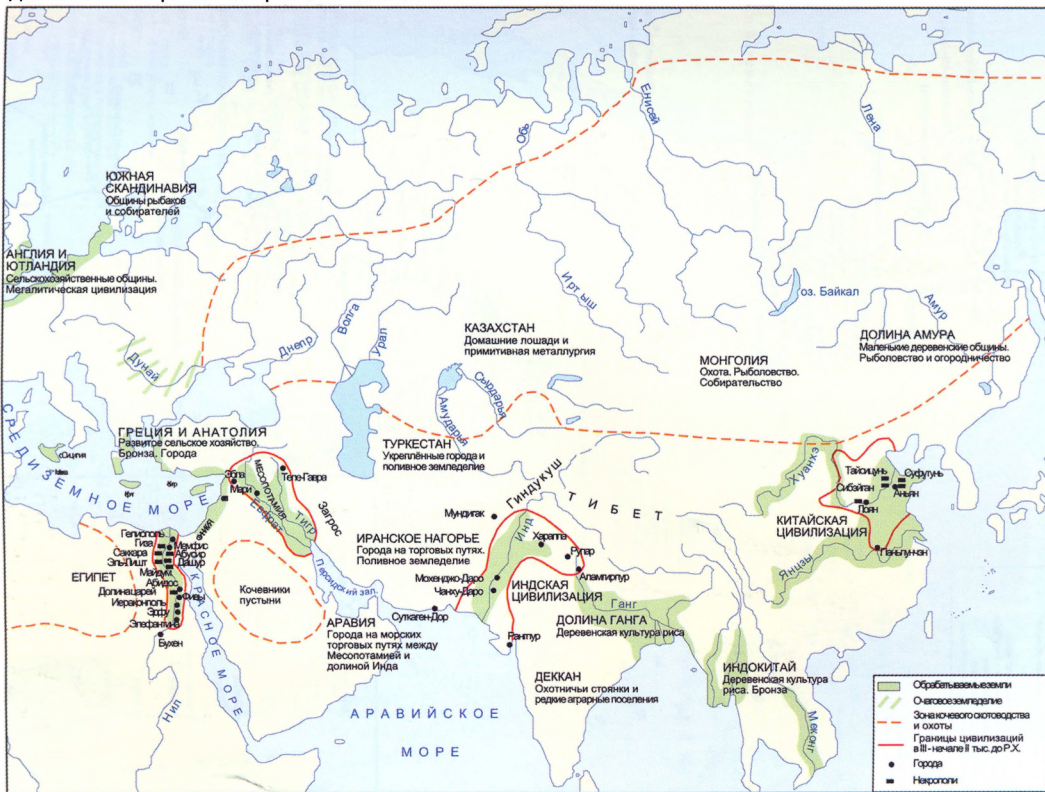 Обь
Енисей
Лена
ЮЖНАЯ
СКАНДИНАВИЯ
Общины рыбаков
и собирателей
АНГЛИЯ И
ЮТЛАНДИЯ
Сельскохозяйственные общины.
Мегалитическая цивилизация
Волга
Урал
Днепр
Дунай
Иртыш
оз. Байкал
Амур
КАЗАХСТАН
Домашние лошади и
примитивная металлургия
МОНГОЛИЯ
Охота. Рыболовство.
Собирательство
ДОЛИНА АМУРА
Маленькие деревенские общины.
Рыболовство и огородничество
Сырдарья
Амударья
СРЕДИЗЕМНОЕ МОРЕ
ГРЕЦИЯ И АНАТОЛИЯ
Развитое сельское хозяйство.
Бронза. Города
Сицилия
Крит
Кипр
ТУРКЕСТАН
Укреплённые города и
поливное земледелие
Эбла
Мари
МЕСОПОТАМИЯ
Тепе-Гавра
Евфрат
Тигр
Загрос
Гиндукуш
ТИБЕТ
Мундигак
Хуанхэ
Тайсицунь
Суфутунь
Сибэйган
Аньян
Лоян
КИТАЙСКАЯ
ЦИВИЛИЗАЦИЯ
Паньлунчэн
Янцзы
Гелиополь
Гиза
Мемфис
Саккара
Абусир
Эль-Лишт
Дашур
Майдум
ЕГИПЕТ
Абидос
Долина царей
Фивы
Иераконполь
Эдфу
Элефантина
Бухен
Нил
КРАСНОЕ МОРЕ
Кочевники
пустыни
Персидский зал.
АРАВИЯ
Города на морских
торговых путях между
Месопотамией и
долиной Инда
ИРАНСКОЕ НАГОРЬЕ
Города на торговых путях.
Поливное земледелие
Инд
Хараппа
Рупар
Мохенджо-Даро
Чанху-Даро
Аламгирпур
ИНДСКАЯ
ЦИВИЛИЗАЦИЯ
Суткаген-Дор
Рангпур
Ганг
ДОЛИНА ГАНГА
Деревенская культура риса
ДЕККАН
Охотничьи стоянки и
редкие аграрные поселения
ИНДОКИТАЙ
Деревенская культура
риса. Бронза
Меконг
АРАВИЙСКОЕ
МОРЕ
Обрабатываемые земли
Очаговое земледелие
Зона кочевого скотоводства
и охоты
Границы цивилизаций
в III - начале II тыс. до Р.Х.
Города
Некрополи